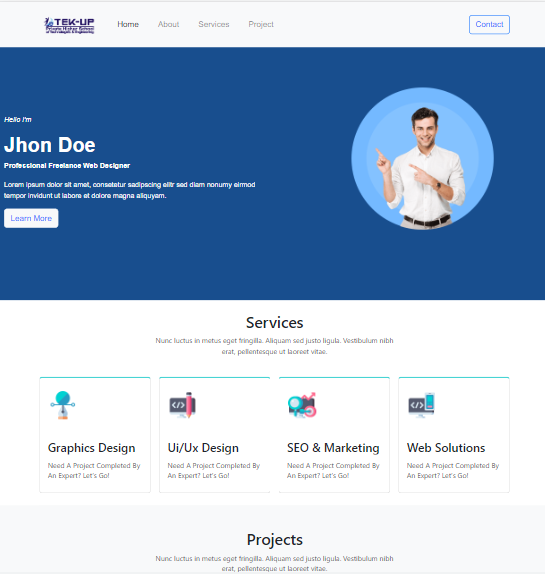 TEK-UP
Private Higher School
of Technologies & Engineering
Home
About
Services
Project
Contact
Hello I'm
Jhon Doe
Professional Freelance Web Designer
Lorem ipsum dolor sit amet, consetetur sadipscing elitr sed diam nonumy eirmod
tempor invidunt ut labore et dolore magna aliquyam.
Learn More
Services
Nunc luctus in metus eget fringilla. Aliquam sed justo ligula. Vestibulum nibh
erat, pellentesque ut laoreet vitae.
Graphics Design
Need A Project Completed By
An Expert? Let's Go!
Ui/Ux Design
Need A Project Completed By
An Expert? Let's Go!
SEO & Marketing
Need A Project Completed By
An Expert? Let's Go!
Web Solutions
Need A Project Completed By
An Expert? Let's Go!
Projects
Nunc luctus in metus eget fringilla. Aliquam sed justo ligula. Vestibulum nibh
erat, pellentesque ut laoreet vitae.